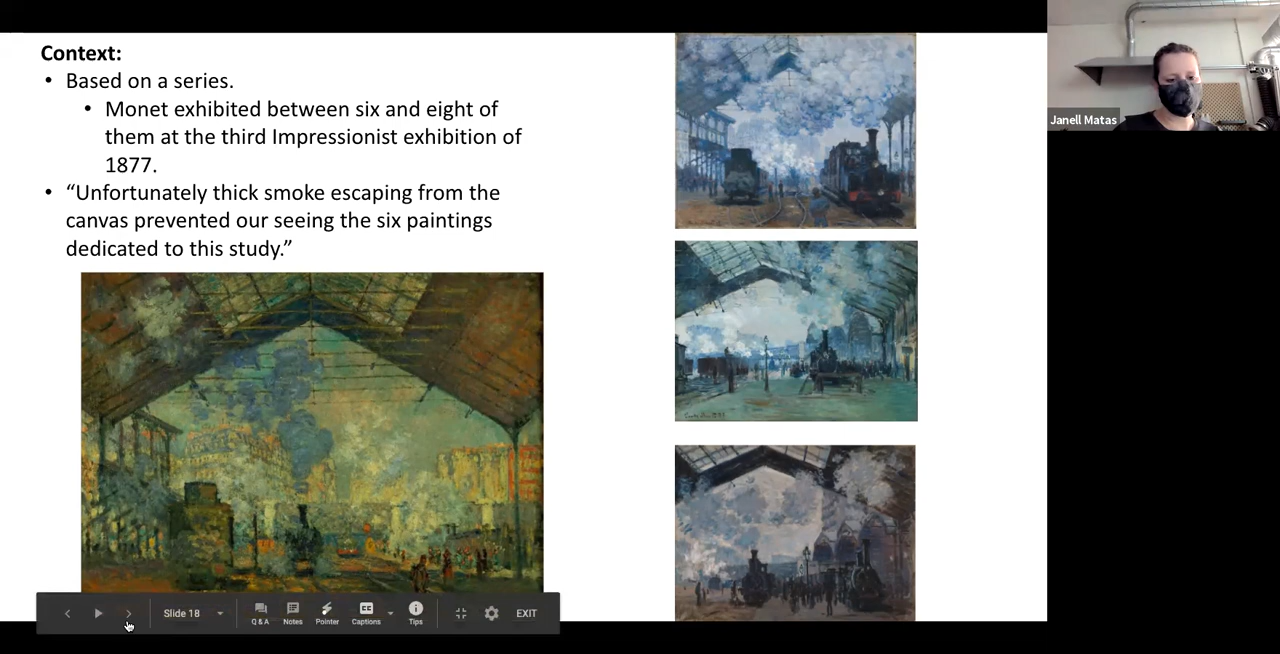 Context:
• Based on a series.
• Monet exhibited between six and eight of
them at the third Impressionist exhibition of
1877.
• “Unfortunately thick smoke escaping from the
canvas prevented our seeing the six paintings
dedicated to this study.”
Janell Matas
Slide 18
Q & A
Notes
Pointer
CC
Captions
Tips
EXIT